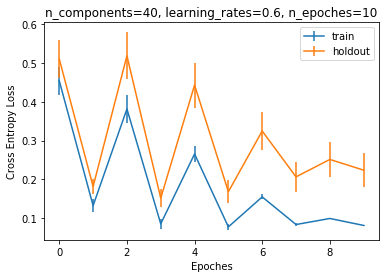 n_components=40, learning_rates=0.6, n_epoches=10
train
holdout
Cross Entropy Loss
0.6
0.5
0.4
0.3
0.2
0.1
0 2 4 6 8
Epoches